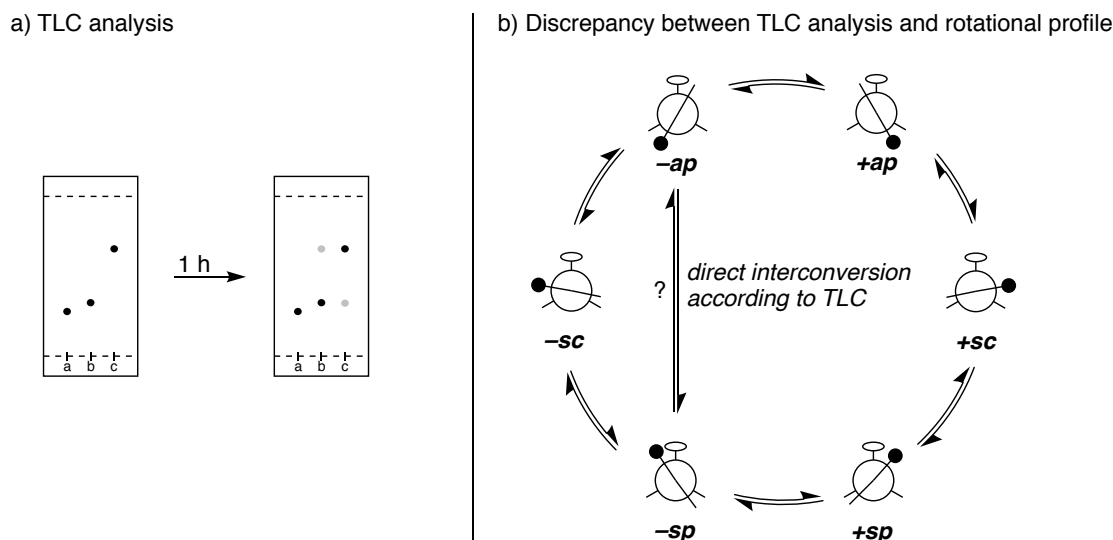 a) TLC analysis
1 h
a b c
a b c
b) Discrepancy between TLC analysis and rotational profile
–ap
+ap
–sc
? direct interconversion
according to TLC
+sc
–sp
+sp